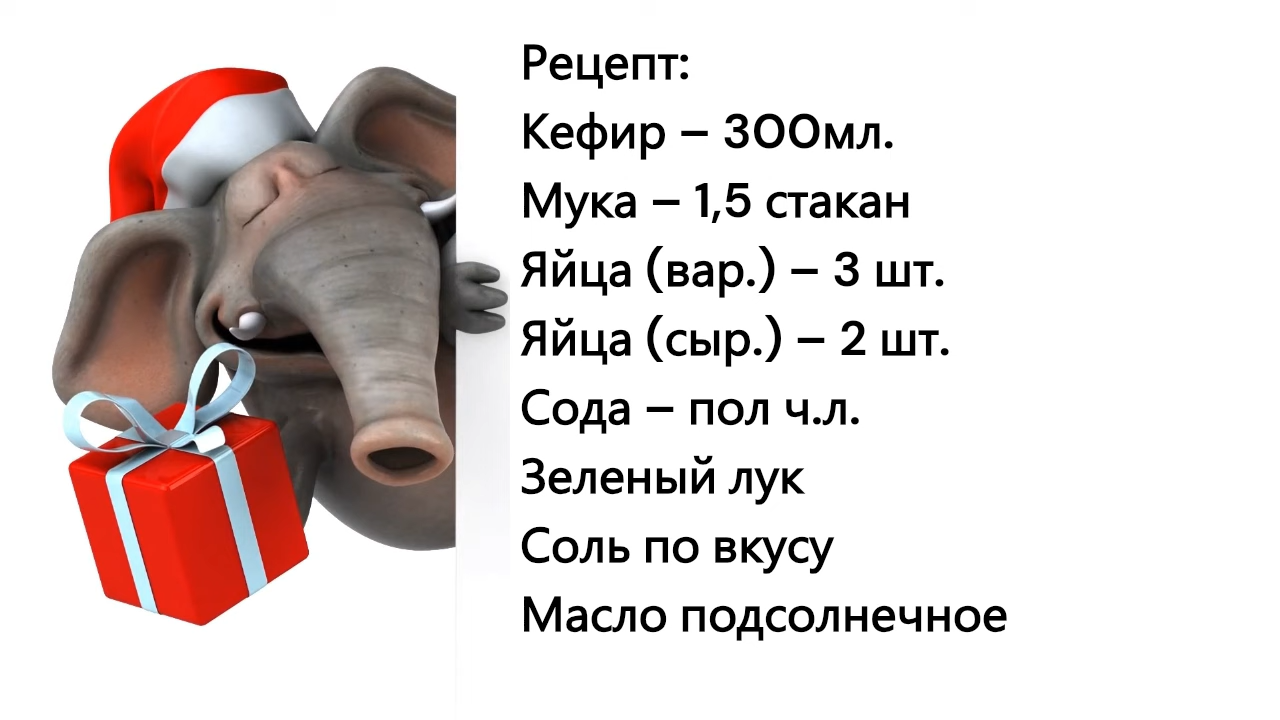 Рецепт:
Кефир – 300мл.
Мука – 1,5 стакан
Яйца (вар.) – 3 шт.
Яйца (сыр.) – 2 шт.
Сода – пол ч.л.
Зеленый лук
Соль по вкусу
Масло подсолнечное